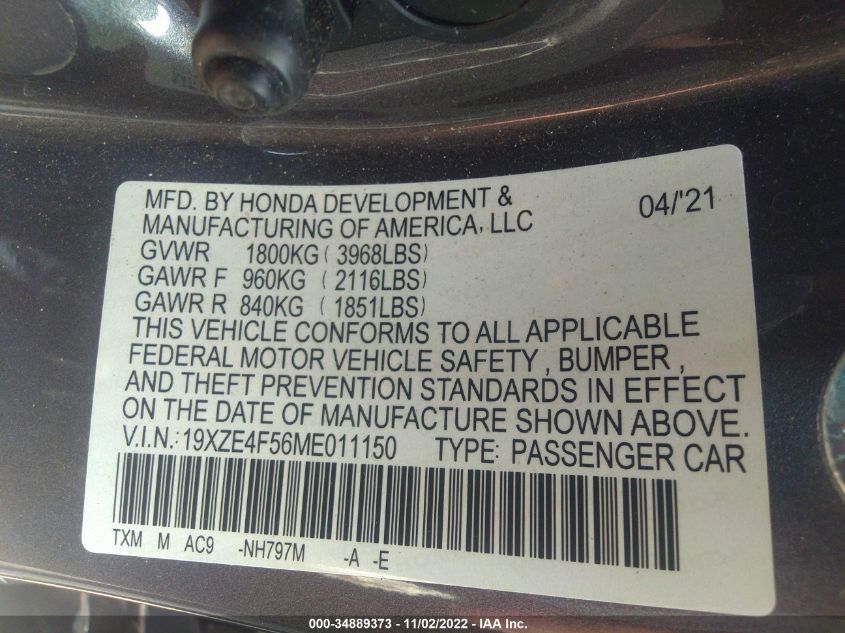 MFD. BY HONDA DEVELOPMENT &
MANUFACTURING OF AMERICA, LLC 04/'21
GVWR 1800KG ( 3968LBS)
GAWR F 960KG ( 2116LBS)
GAWR R 840KG ( 1851LBS)
THIS VEHICLE CONFORMS TO ALL APPLICABLE
FEDERAL MOTOR VEHICLE SAFETY , BUMPER ,
AND THEFT PREVENTION STANDARDS IN EFFECT
ON THE DATE OF MANUFACTURE SHOWN ABOVE.
V.I.N.: 19XZE4F56ME011150 TYPE: PASSENGER CAR
TXM M AC9 -NH797M -A -E
000-34889373 - 11/02/2022 - IAA Inc.